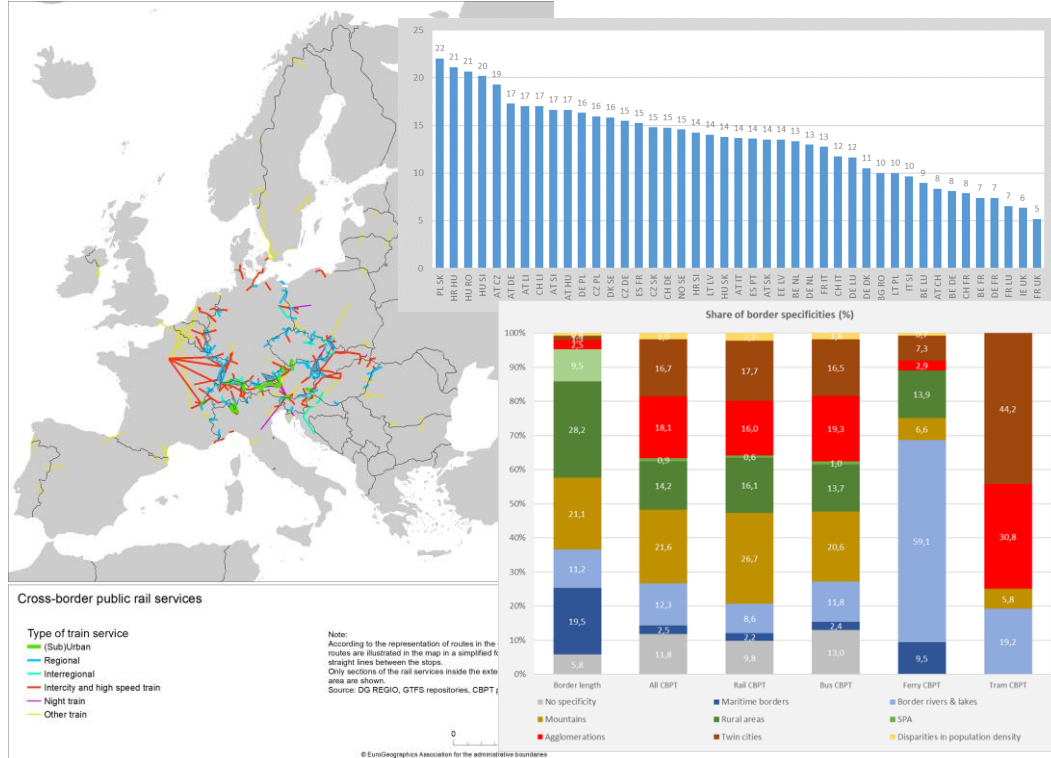 25
20
15
10
5
0
22 21 21 20 19 17 17 17 17 17 16 16 16 15 15 15 15 15 14 14 14 14 14 14 14 13 13 13 12 12 11 10 10 10 9 8 8 8 7 7 7 6 5
PL SK
HR HU
HU RO
HU SI
AT CZ
AT DE
AT LI
CH LI
AT SI
AT HU
DE PL
CZ PL
DK SE
CZ DE
ES FR
CZ SK
CH DE
NO SE
HR SI
LT LV
HU SK
AT IT
ES PT
AT SK
EE LV
BE NL
DE NL
FR IT
CH IT
DE LU
DE DK
BG RO
LT PL
IT SI
BE LU
AT CH
BE DE
CH FR
BE FR
DE FR
FR LU
IE UK
FR UK
Share of border specificities (%)
100%
90%
80%
70%
60%
50%
40%
30%
20%
10%
0%
2,5
9,5
28,2
21,1
11,2
19,5
5,8
16,7
18,1
0,9
14,2
21,6
12,3
2,5
11,8
2,2
17,7
16,0
0,6
16,1
26,7
8,6
2,2
9,8
16,5
19,3
1,0
13,7
20,6
11,8
2,4
13,0
7,3
2,9
13,9
6,6
59,1
9,5
44,2
30,8
5,8
19,2
Border length All CBPT Rail CBPT Bus CBPT Ferry CBPT Tram CBPT
No specificity Maritime borders Border rivers & lakes
Mountains Rural areas SPA
Agglomerations Twin cities Disparities in population density
Cross-border public rail services
Type of train service
(Sub)Urban
Regional
Interregional
Intercity and high speed train
Night train
Other train
Note:
According to the representation of routes in the
routes are illustrated in the map in a simplified
straight lines between the stops.
Only sections of the rail services inside the
area are shown.
Source: DG REGIO, GTFS repositories, CBPT
0
© EuroGeographics Association for the administrative boundaries